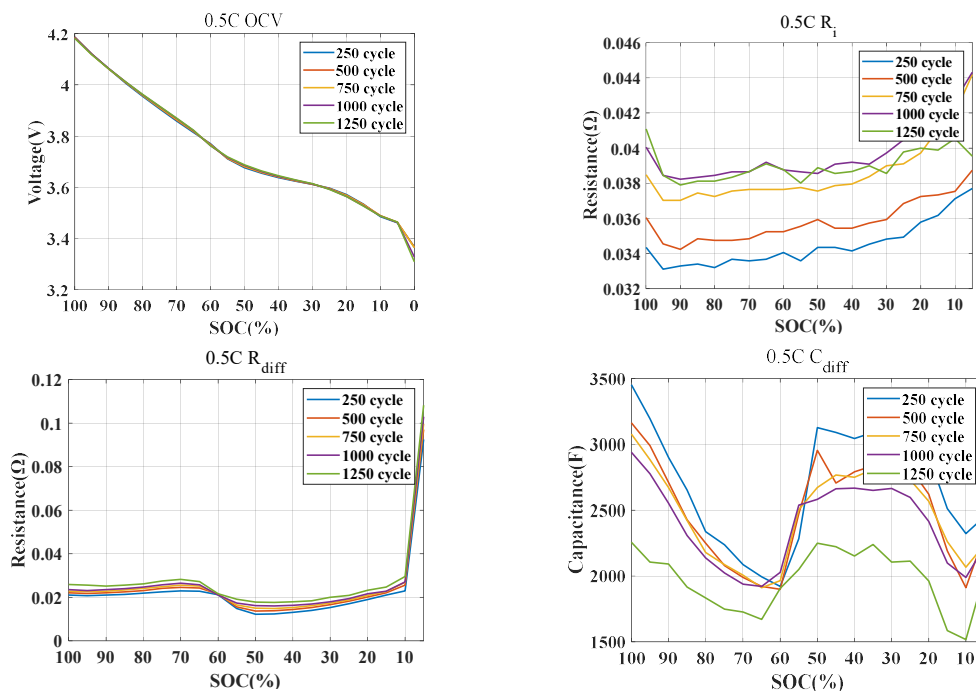 0.5C OCV
4.2
4
3.8
3.6
3.4
3.2
Voltage(V)
250 cycle
500 cycle
750 cycle
1000 cycle
1250 cycle
100 90 80 70 60 50 40 30 20 10 0
SOC(%)
0.5C Ri
0.046
0.044
0.042
0.04
0.038
0.036
0.034
0.032
Resistance(Ω)
250 cycle
500 cycle
750 cycle
1000 cycle
1250 cycle
100 90 80 70 60 50 40 30 20 10
SOC(%)
0.5C Rdiff
0.12
0.1
0.08
0.06
0.04
0.02
0
Resistance(Ω)
250 cycle
500 cycle
750 cycle
1000 cycle
1250 cycle
100 90 80 70 60 50 40 30 20 10
SOC(%)
0.5C Cdiff
3500
3000
2500
2000
1500
Capacitance(F)
250 cycle
500 cycle
750 cycle
1000 cycle
1250 cycle
100 90 80 70 60 50 40 30 20 10 0
SOC(%)